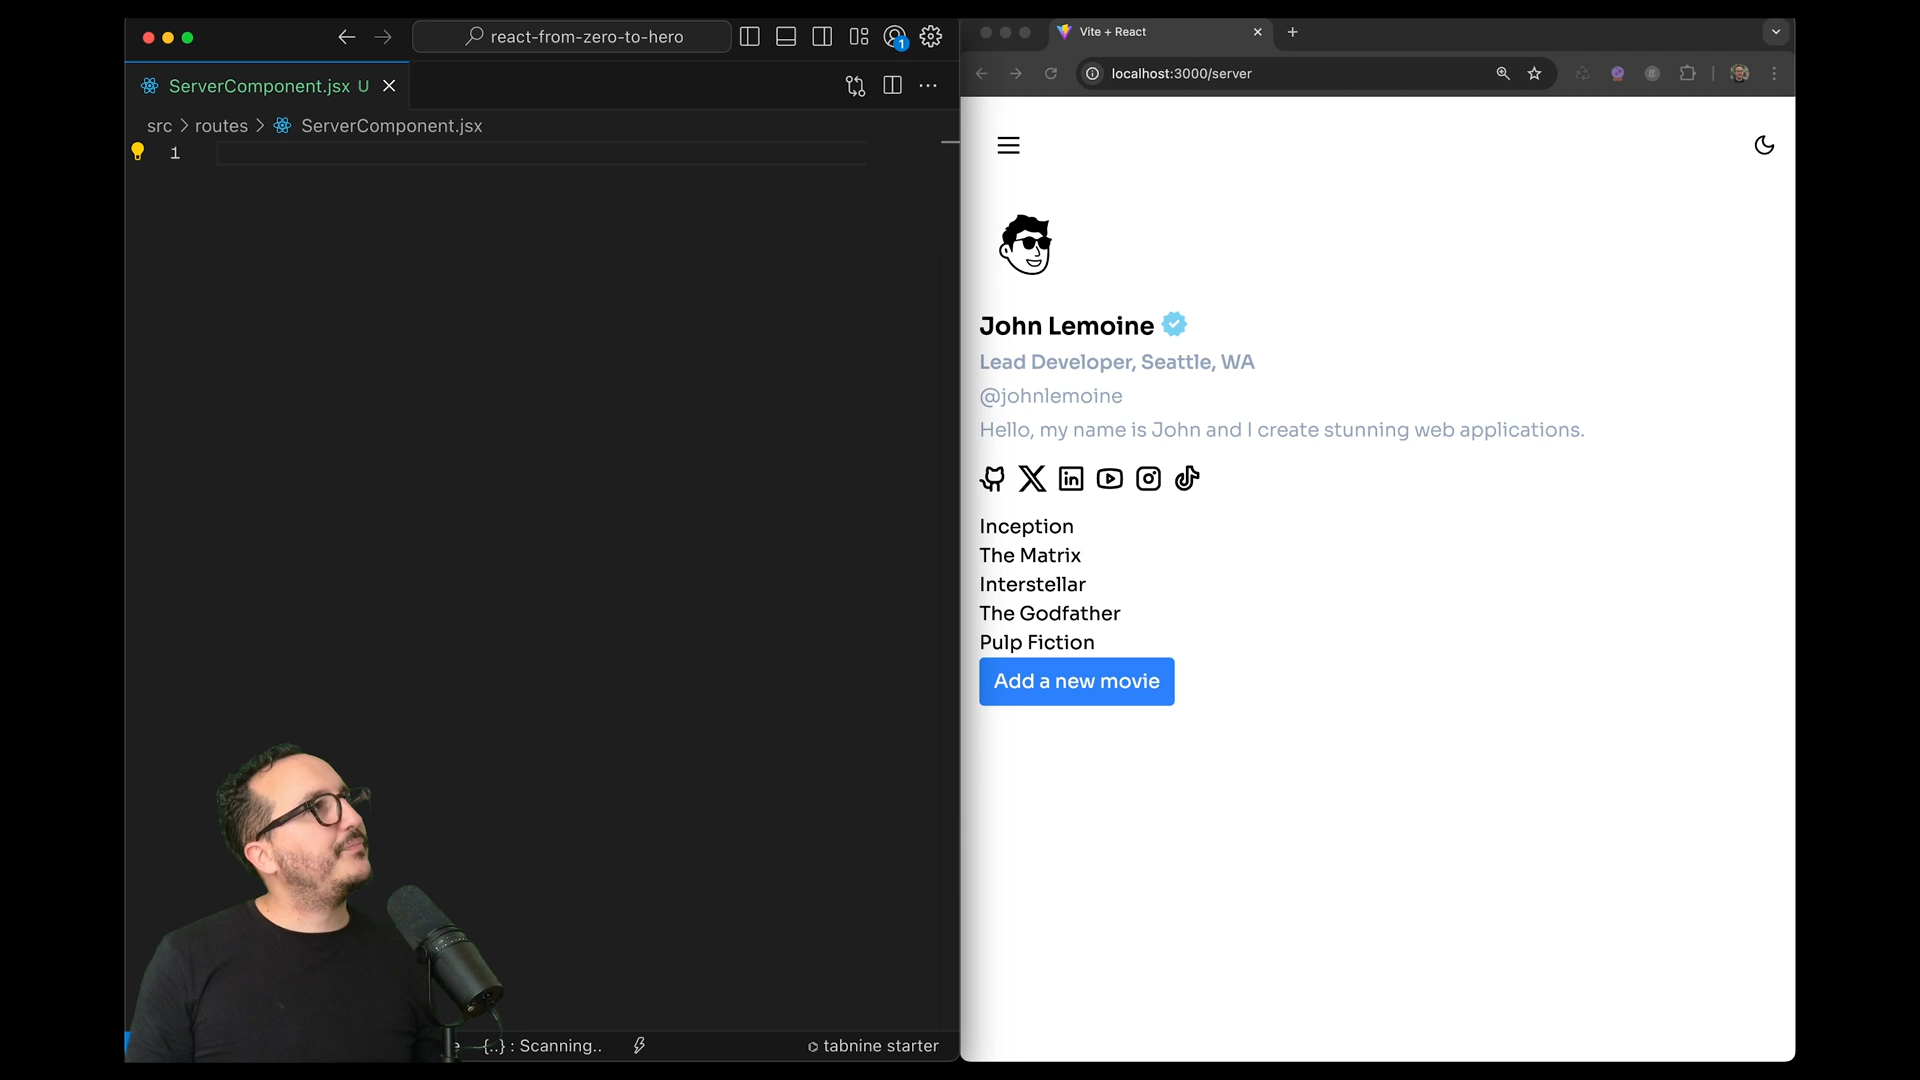 react-from-zero-to-hero
1
ServerComponent.jsx U
src > routes > ServerComponent.jsx
1
{..} : Scanning..
tabnine starter
Vite + React
localhost:3000/server
John Lemoine
Lead Developer, Seattle, WA
@johnlemoine
Hello, my name is John and I create stunning web applications.
Inception
The Matrix
Interstellar
The Godfather
Pulp Fiction
Add a new movie